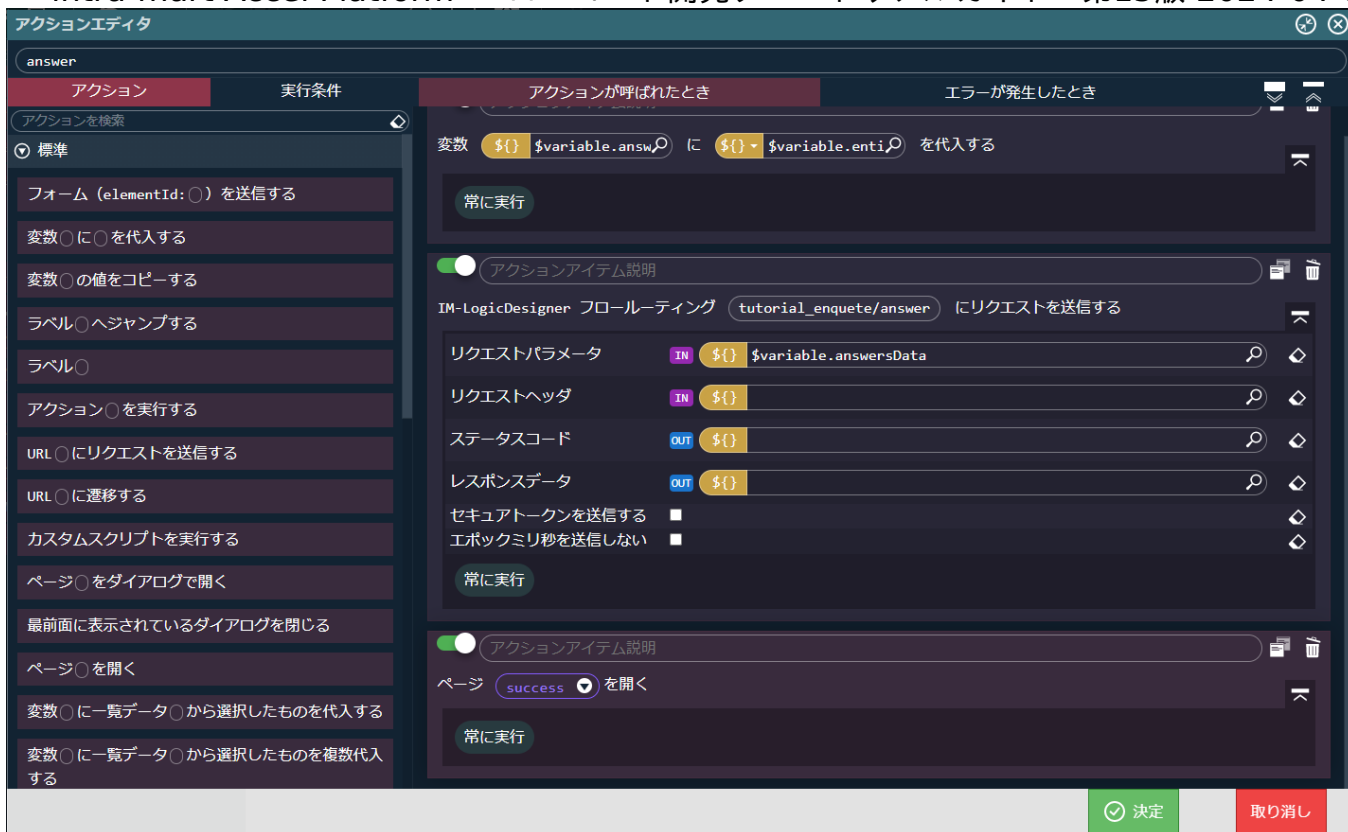 アクションエディタ
answer
アクション 実行条件 アクションが呼ばれたとき エラーが発生したとき
アクションを検索
標準
フォーム (elementId:○) を送信する
変数○に○を代入する
変数○の値をコピーする
ラベル○へジャンプする
ラベル○
アクション○を実行する
URL○にリクエストを送信する
URL○に遷移する
カスタムスクリプトを実行する
ページ○をダイアログで開く
最前面に表示されているダイアログを閉じる
ページ○を開く
変数○に一覧データ○から選択したものを代入する
変数○に一覧データ○から選択したものを複数代入
する
変数 ${} $variable.answ に ${} $variable.enti を代入する
常に実行
アクションアイテム説明
IM-LogicDesigner フロールーティング tutorial_enquete/answer にリクエストを送信する
リクエストパラメータ IN ${} $variable.answersData
リクエストヘッダ IN ${}
ステータスコード OUT ${}
レスポンスデータ OUT ${}
セキュアトークンを送信する
エポックミリ秒を送信しない
常に実行
アクションアイテム説明
ページ success を開く
常に実行
決定 取り消し